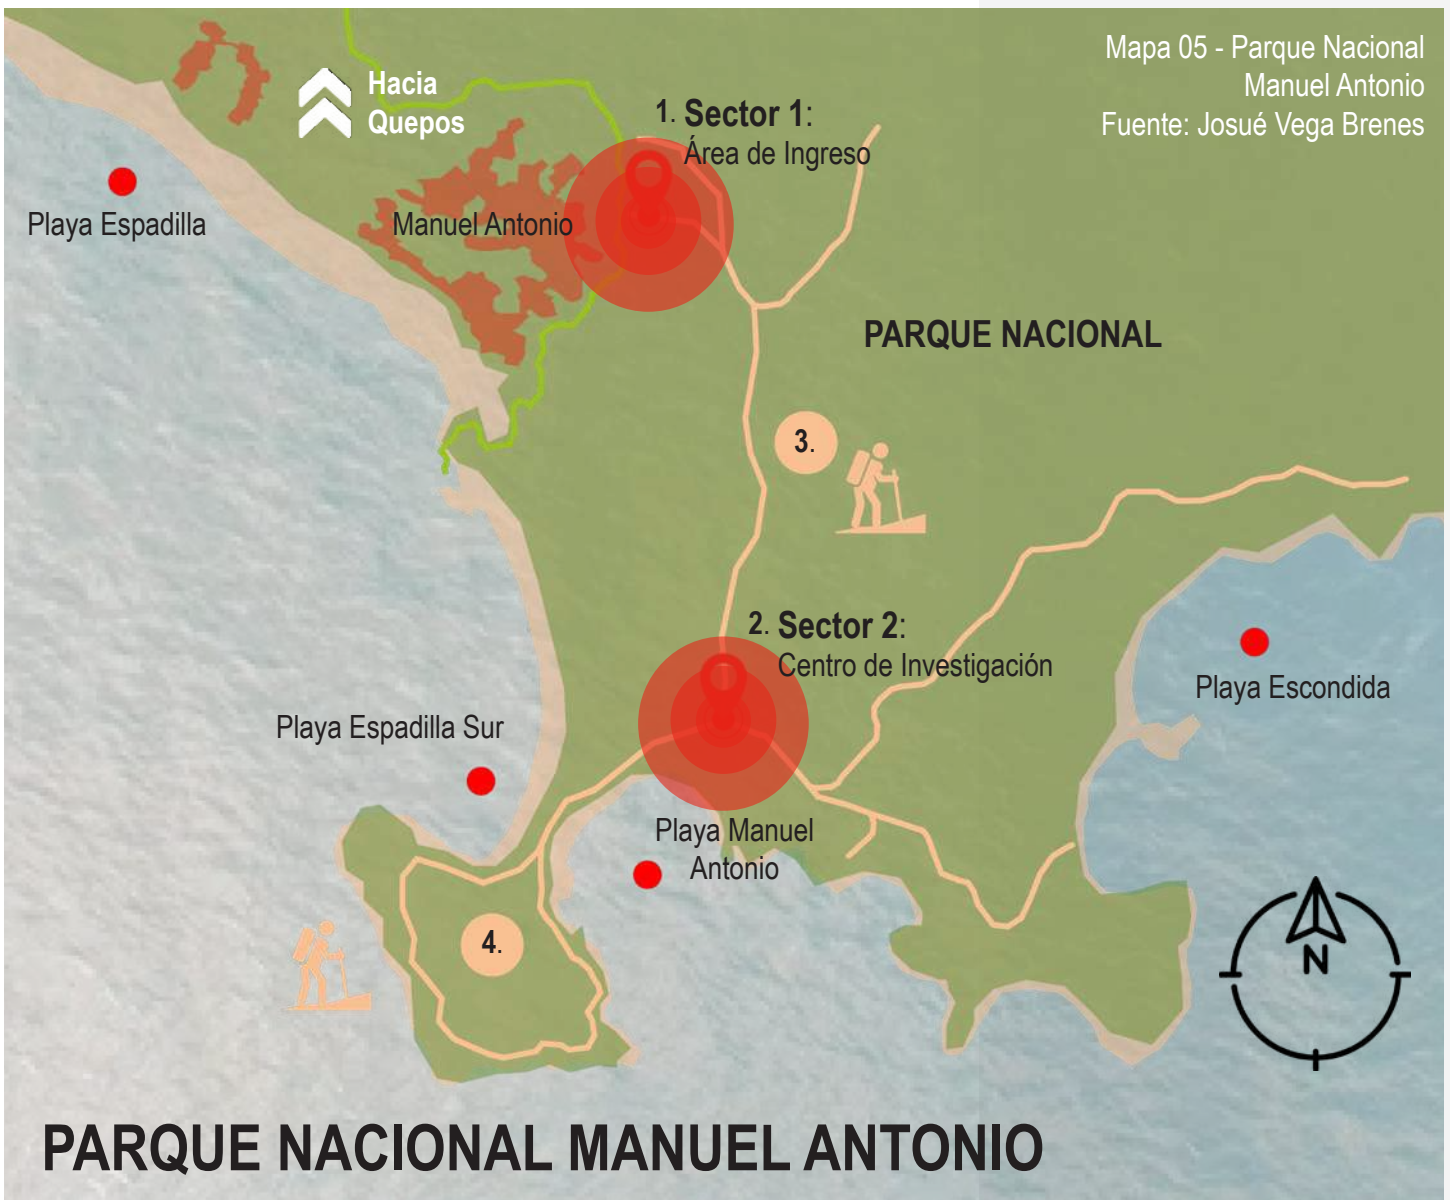 Mapa 05 - Parque Nacional
Manuel Antonio
Fuente: Josué Vega Brenes
Hacia
Quepos
1. Sector 1:
Área de Ingreso
Playa Espadilla
Manuel Antonio
PARQUE NACIONAL
3.
2. Sector 2:
Centro de Investigación
Playa Escondida
Playa Espadilla Sur
Playa Manuel
Antonio
4.
N
PARQUE NACIONAL MANUEL ANTONIO